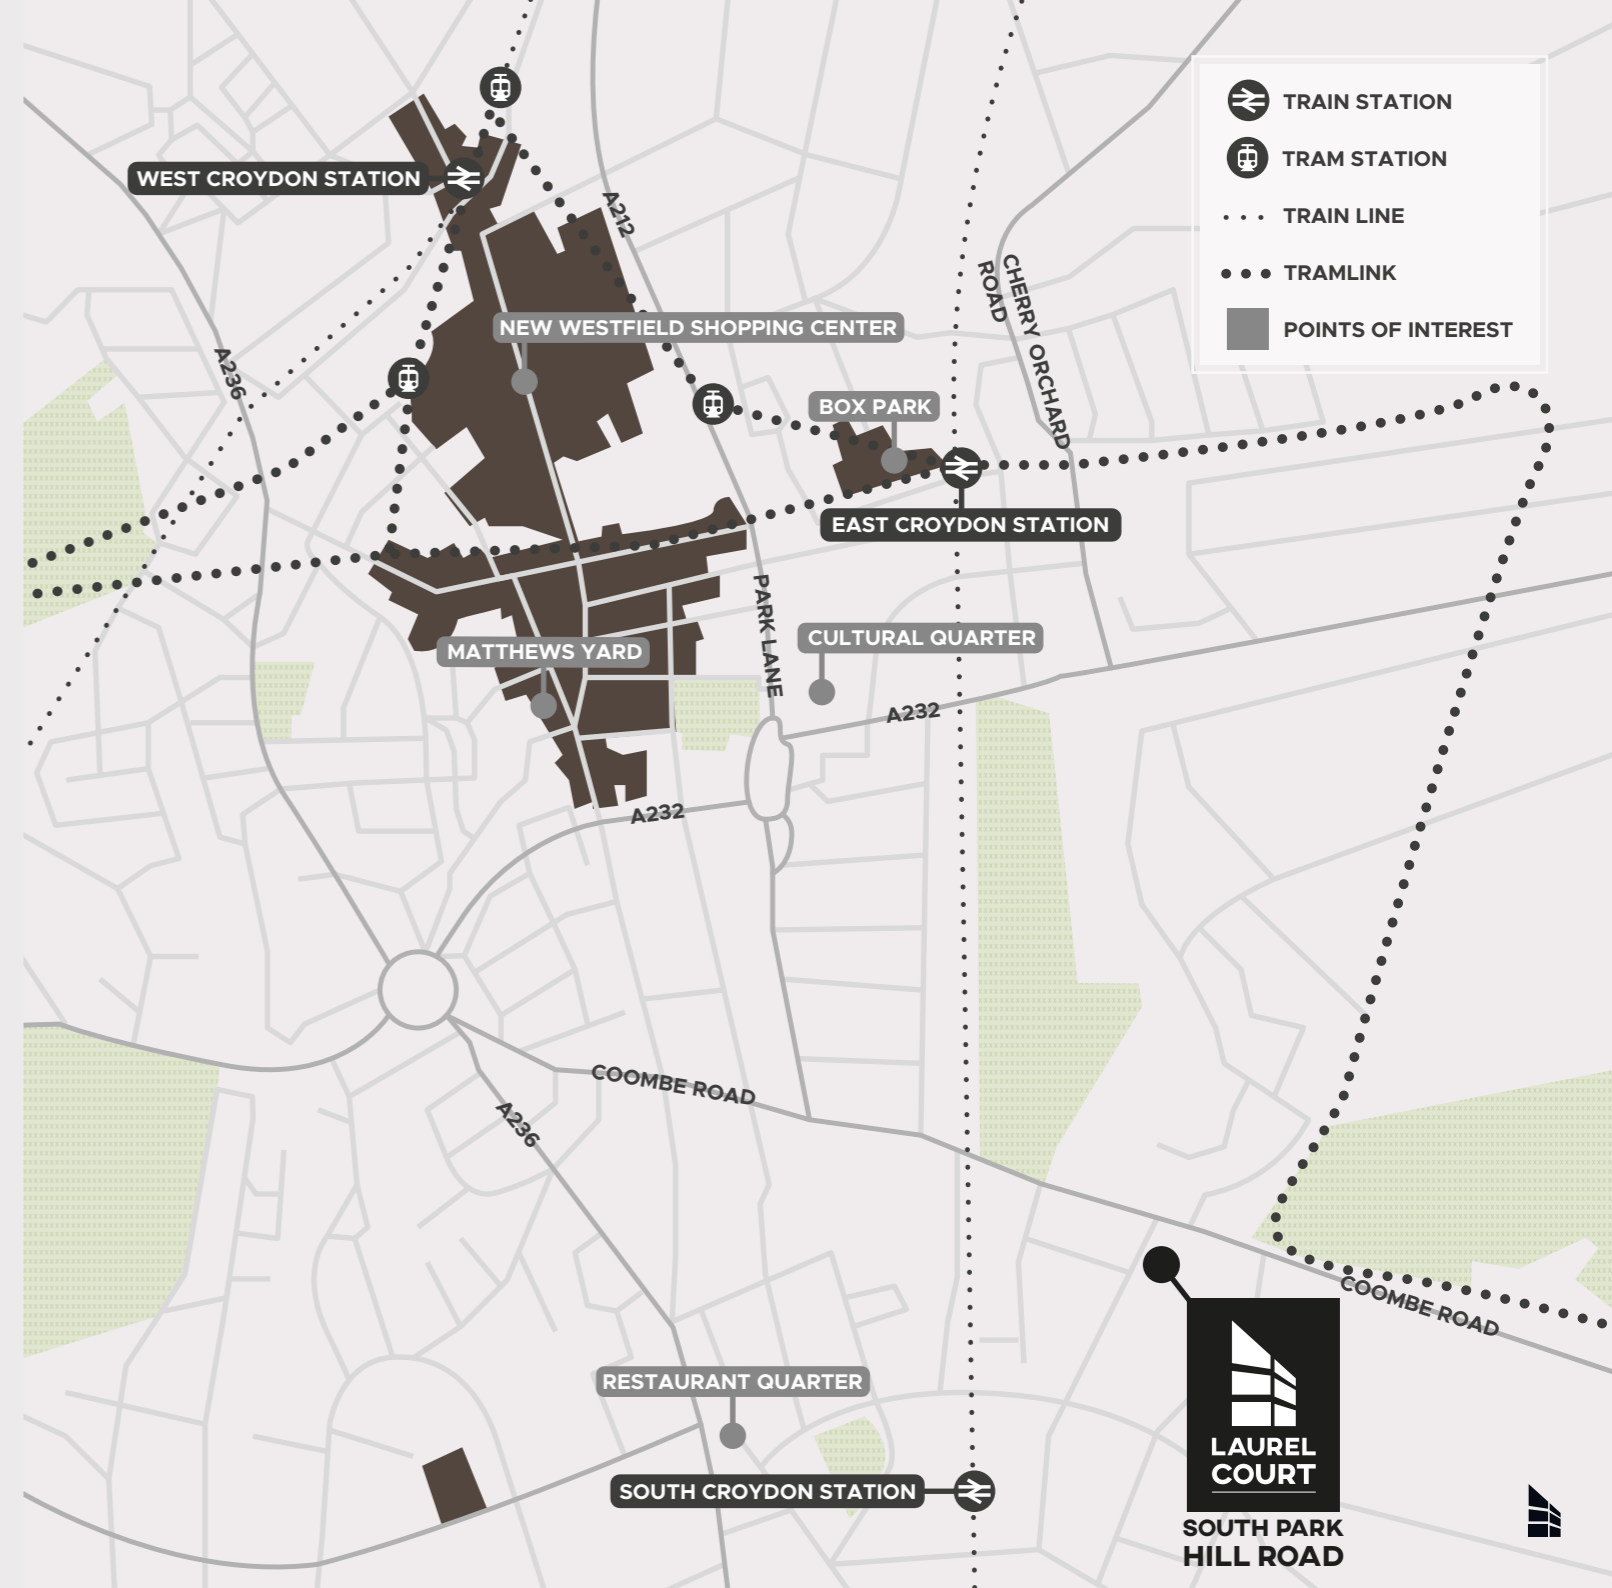 TRAIN STATION
TRAM STATION
TRAIN LINE
TRAMLINK
POINTS OF INTEREST
WEST CROYDON STATION
A212
CHERRY ORCHARD
ROAD
NEW WESTFIELD SHOPPING CENTER
A236
BOX PARK
EAST CROYDON STATION
PARK LANE
CULTURAL QUARTER
MATTHEWS YARD
A232
A232
COOMBE ROAD
A236
COOMBE ROAD
RESTAURANT QUARTER
SOUTH CROYDON STATION
LAUREL
COURT
SOUTH PARK
HILL ROAD